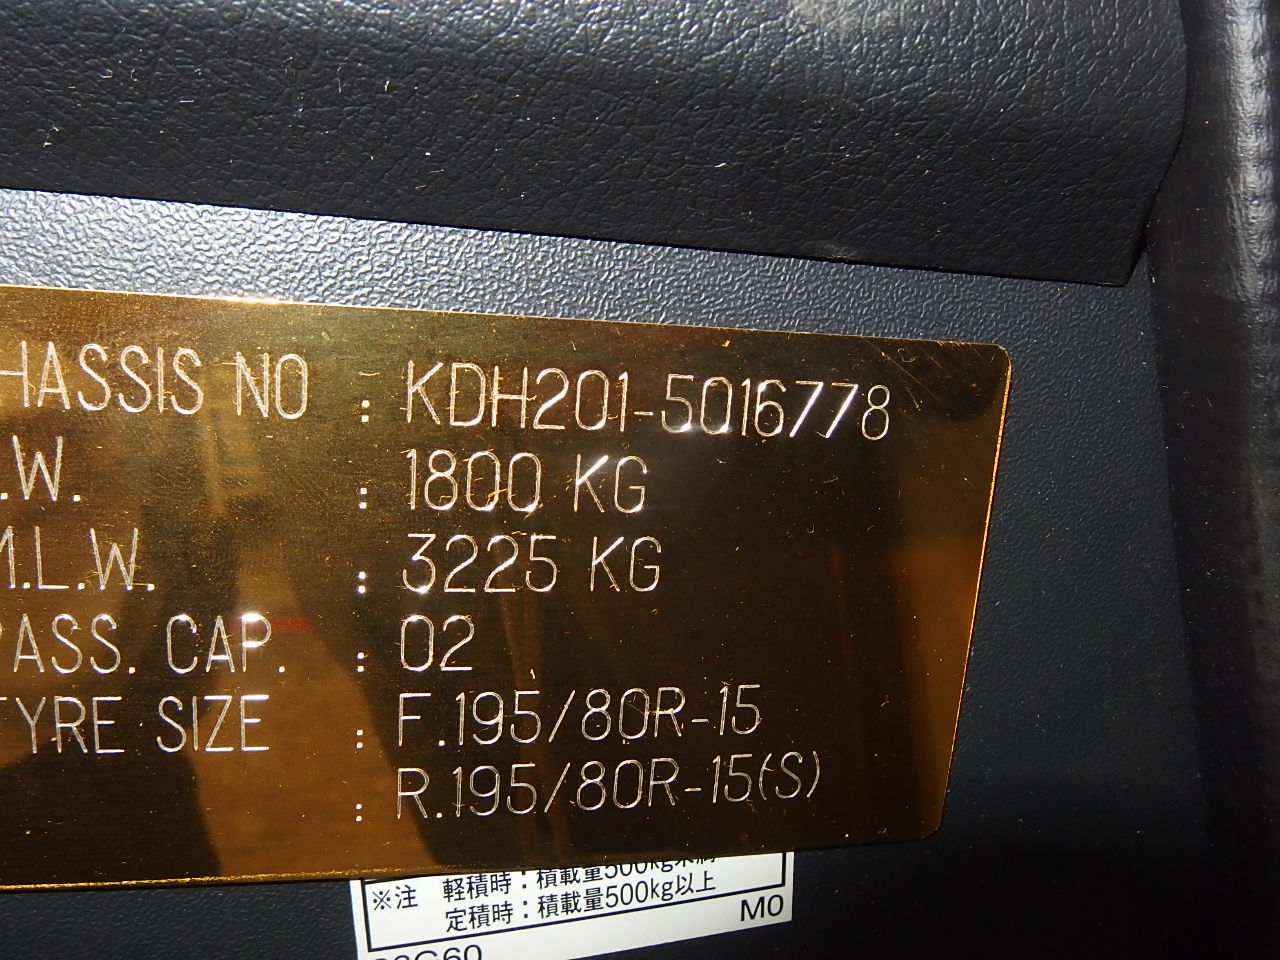 HASSIS NO : KDH201-5016778
.W. : 1800 KG
M.L.W. : 3225 KG
PASS. CAP. : 02
TYRE SIZE : F.195/80R-15
: R.195/80R-15(S)
※注 軽積時：積載量500kg未満
定積時：積載量500kg以上
M0